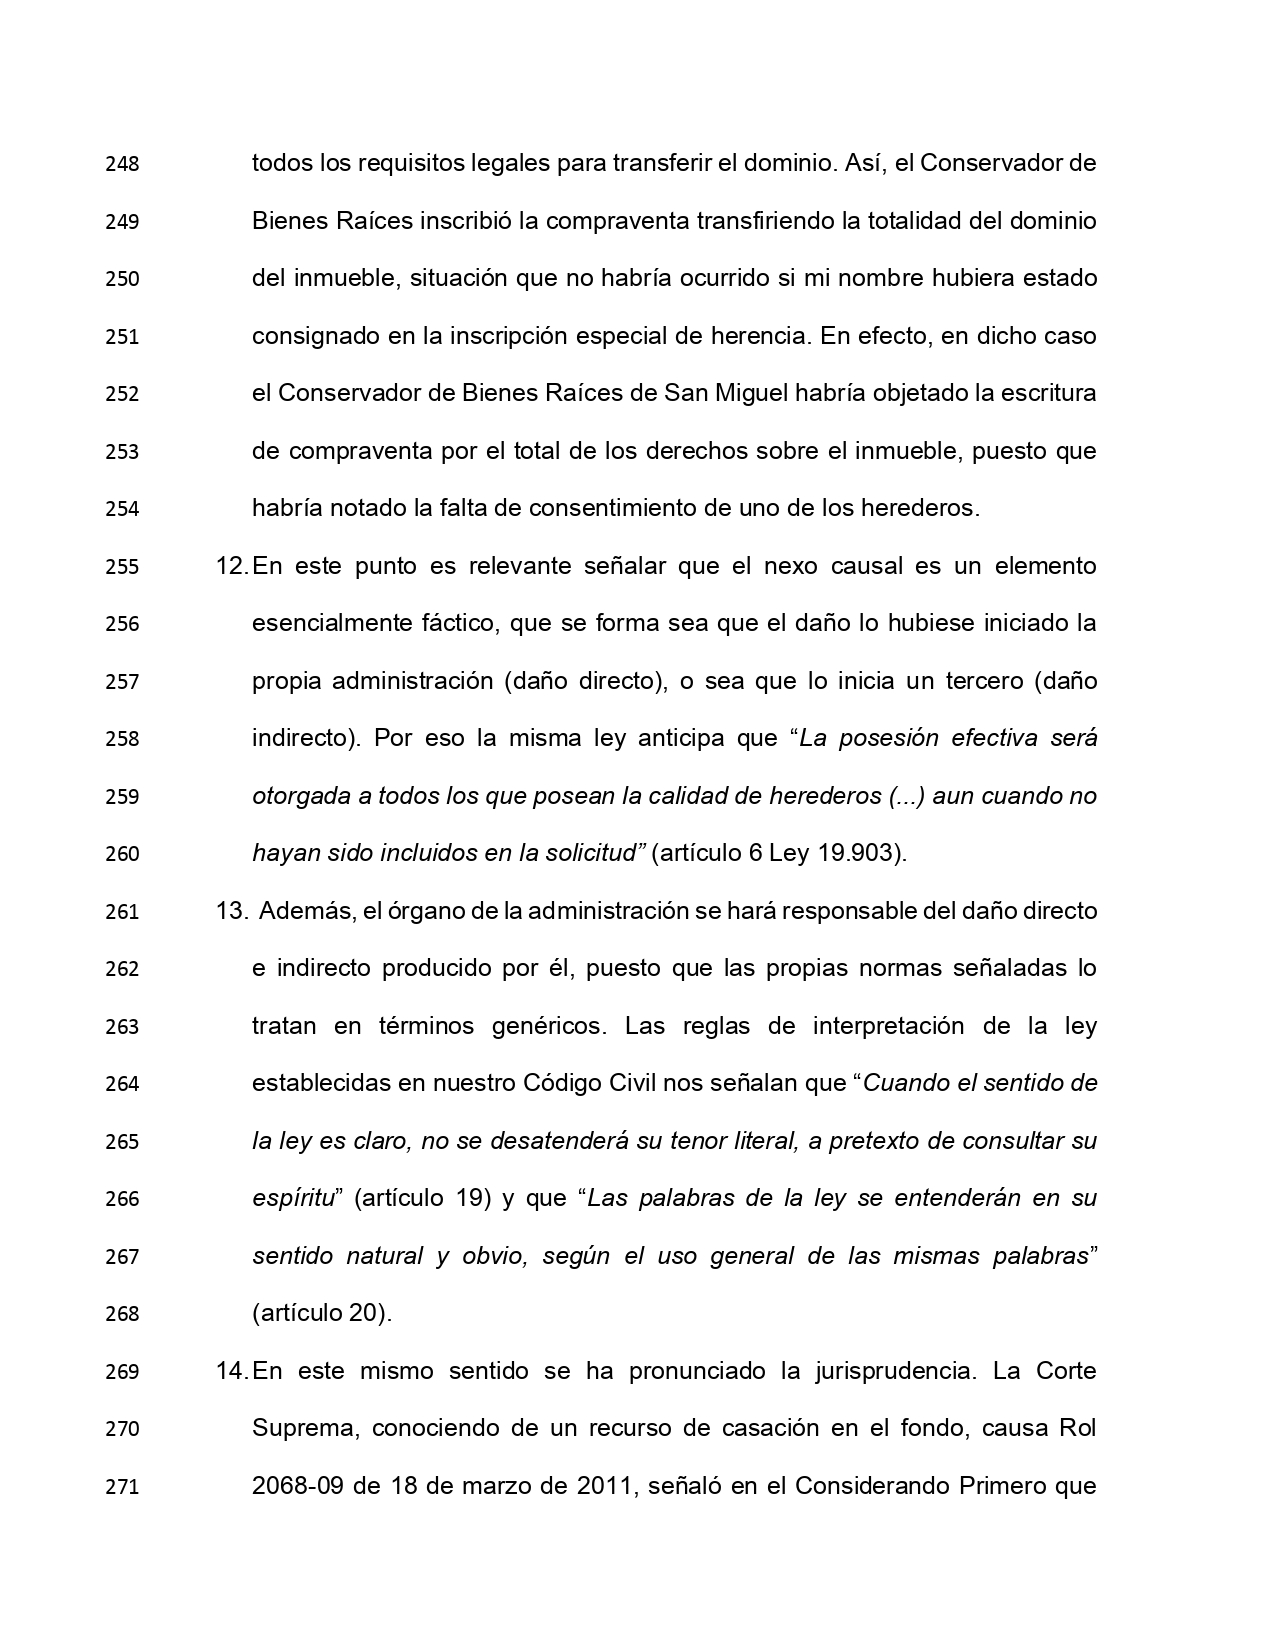 248 todos los requisitos legales para transferir el dominio. Así, el Conservador de
249 Bienes Raíces inscribió la compraventa transfiriendo la totalidad del dominio
250 del inmueble, situación que no habría ocurrido si mi nombre hubiera estado
251 consignado en la inscripción especial de herencia. En efecto, en dicho caso
252 el Conservador de Bienes Raíces de San Miguel habría objetado la escritura
253 de compraventa por el total de los derechos sobre el inmueble, puesto que
254 habría notado la falta de consentimiento de uno de los herederos.
255 12. En este punto es relevante señalar que el nexo causal es un elemento
256 esencialmente fáctico, que se forma sea que el daño lo hubiese iniciado la
257 propia administración (daño directo), o sea que lo inicia un tercero (daño
258 indirecto). Por eso la misma ley anticipa que “La posesión efectiva será
259 otorgada a todos los que posean la calidad de herederos (...) aun cuando no
260 hayan sido incluidos en la solicitud” (artículo 6 Ley 19.903).
261 13. Además, el órgano de la administración se hará responsable del daño directo
262 e indirecto producido por él, puesto que las propias normas señaladas lo
263 tratan en términos genéricos. Las reglas de interpretación de la ley
264 establecidas en nuestro Código Civil nos señalan que “Cuando el sentido de
265 la ley es claro, no se desatenderá su tenor literal, a pretexto de consultar su
266 espíritu” (artículo 19) y que “Las palabras de la ley se entenderán en su
267 sentido natural y obvio, según el uso general de las mismas palabras”
268 (artículo 20).
269 14. En este mismo sentido se ha pronunciado la jurisprudencia. La Corte
270 Suprema, conociendo de un recurso de casación en el fondo, causa Rol
271 2068-09 de 18 de marzo de 2011, señaló en el Considerando Primero que